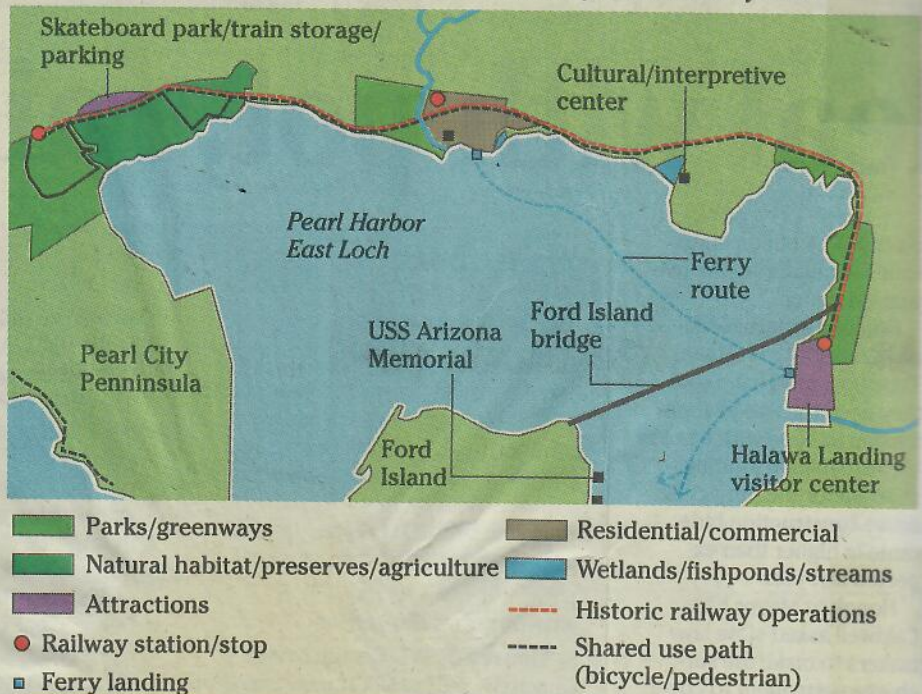 Skateboard park/train storage/
parking
Cultural/interpretive
center
Pearl Harbor
East Loch
Ferry
route
Ford Island
bridge
USS Arizona
Memorial
Pearl City
Penninsula
Ford
Island
Halawa Landing
visitor center
Parks/greenways
Natural habitat/preserves/agriculture
Attractions
Railway station/stop
Ferry landing
Residential/commercial
Wetlands/fishponds/streams
Historic railway operations
Shared use path
(bicycle/pedestrian)